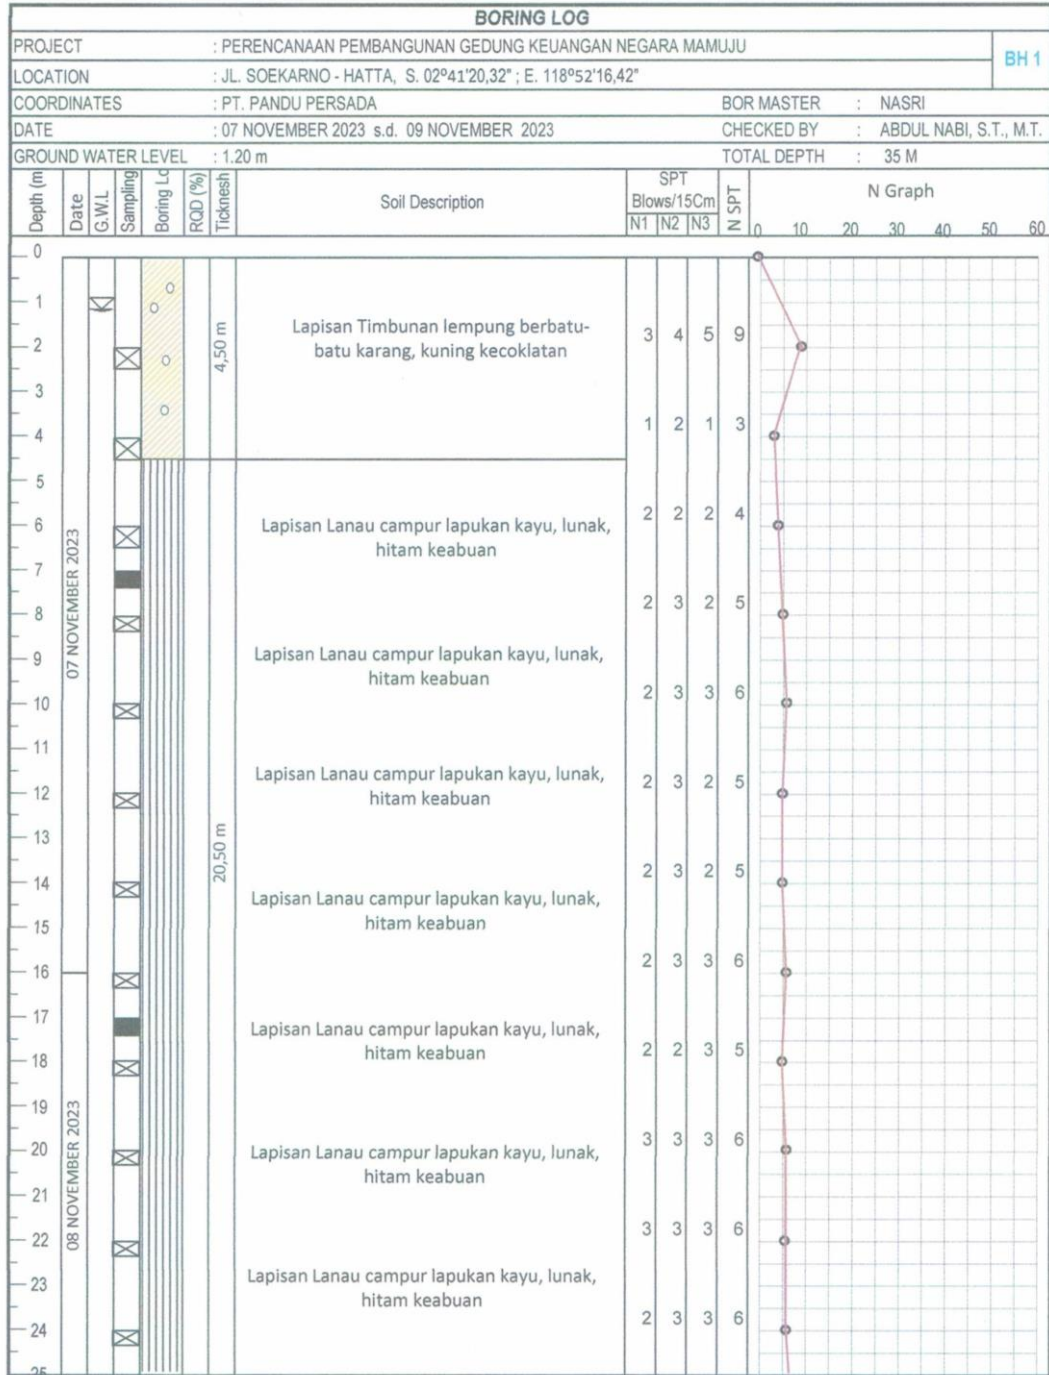 BORING LOG
PROJECT : PERENCANAAN PEMBANGUNAN GEDUNG KEUANGAN NEGARA MAMUJU
BH 1
LOCATION : JL. SOEKARNO - HATTA, S. 02º41'20,32" ; E. 118º52'16,42"
COORDINATES : PT. PANDU PERSADA BOR MASTER : NASRI
DATE : 07 NOVEMBER 2023 s.d. 09 NOVEMBER 2023 CHECKED BY : ABDUL NABI, S.T., M.T.
GROUND WATER LEVEL : 1.20 m TOTAL DEPTH : 35 M
Depth (m
Date
G.W.L
Sampling
Boring Lo
RQD (%)
Ticknesh
Soil Description
SPT
Blows/15Cm
N1 N2 N3
N SPT
N Graph
0 10 20 30 40 50 60
0
1
2
3
4
5
6
7
8
9
10
11
12
13
14
15
16
17
18
19
20
21
22
23
24
25
07 NOVEMBER 2023
08 NOVEMBER 2023
4,50 m
20,50 m
Lapisan Timbunan lempung berbatu-
batu karang, kuning kecoklatan
3 4 5 9
1 2 1 3
Lapisan Lanau campur lapukan kayu, lunak,
hitam keabuan
2 2 2 4
2 3 2 5
Lapisan Lanau campur lapukan kayu, lunak,
hitam keabuan
2 3 3 6
Lapisan Lanau campur lapukan kayu, lunak,
hitam keabuan
2 3 2 5
2 3 2 5
Lapisan Lanau campur lapukan kayu, lunak,
hitam keabuan
2 3 3 6
Lapisan Lanau campur lapukan kayu, lunak,
hitam keabuan
2 2 3 5
Lapisan Lanau campur lapukan kayu, lunak,
hitam keabuan
3 3 3 6
3 3 3 6
Lapisan Lanau campur lapukan kayu, lunak,
hitam keabuan
2 3 3 6